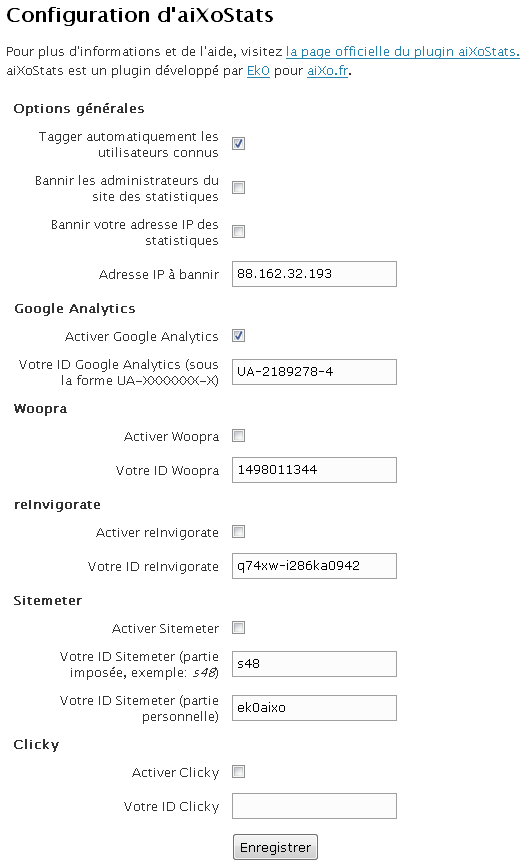 Configuration d'aiXoStats
Pour plus d'informations et de l'aide, visitez la page officielle du plugin aiXoStats.
aiXoStats est un plugin développé par Ek0 pour aiXo.fr.
Options générales
Tagger automatiquement les
utilisateurs connus
Bannir les administrateurs du
site des statistiques
Bannir votre adresse IP des
statistiques
Adresse IP à bannir 88.162.32.193
Google Analytics
Activer Google Analytics
Votre ID Google Analytics (sous
la forme UA-XXXXXXX-X) UA-2189278-4
Woopra
Activer Woopra
Votre ID Woopra 1498011344
reInvigorate
Activer reInvigorate
Votre ID reInvigorate q74xw-i286ka0942
Sitemeter
Activer Sitemeter
Votre ID Sitemeter (partie
imposée, exemple: s48) s48
Votre ID Sitemeter (partie
personnelle) ek0aixo
Clicky
Activer Clicky
Votre ID Clicky
Enregistrer